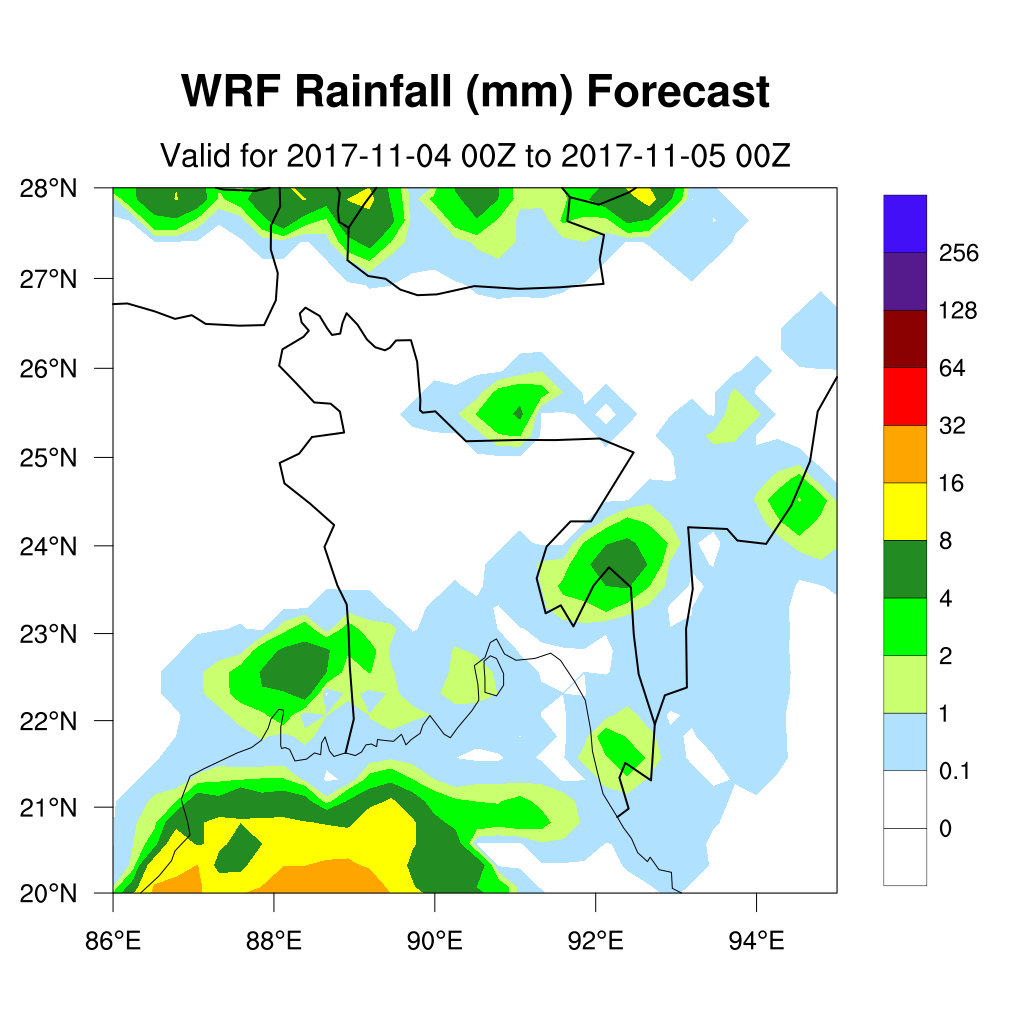 WRF Rainfall (mm) Forecast
Valid for 2017-11-04 00Z to 2017-11-05 00Z
28°N
27°N
26°N
25°N
24°N
23°N
22°N
21°N
20°N
86°E 88°E 90°E 92°E 94°E
256
128
64
32
16
8
4
2
1
0.1
0